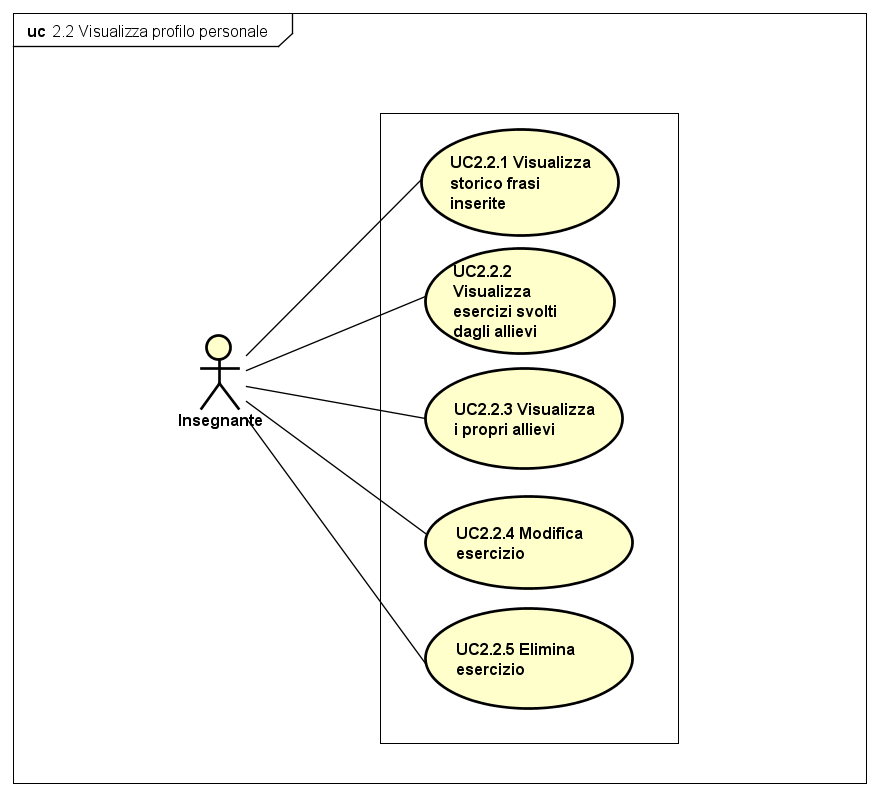 uc 2.2 Visualizza profilo personale
UC2.2.1 Visualizza
storico frasi
inserite
UC2.2.2
Visualizza
esercizi svolti
dagli allievi
Insegnante
UC2.2.3 Visualizza
i propri allievi
UC2.2.4 Modifica
esercizio
UC2.2.5 Elimina
esercizio